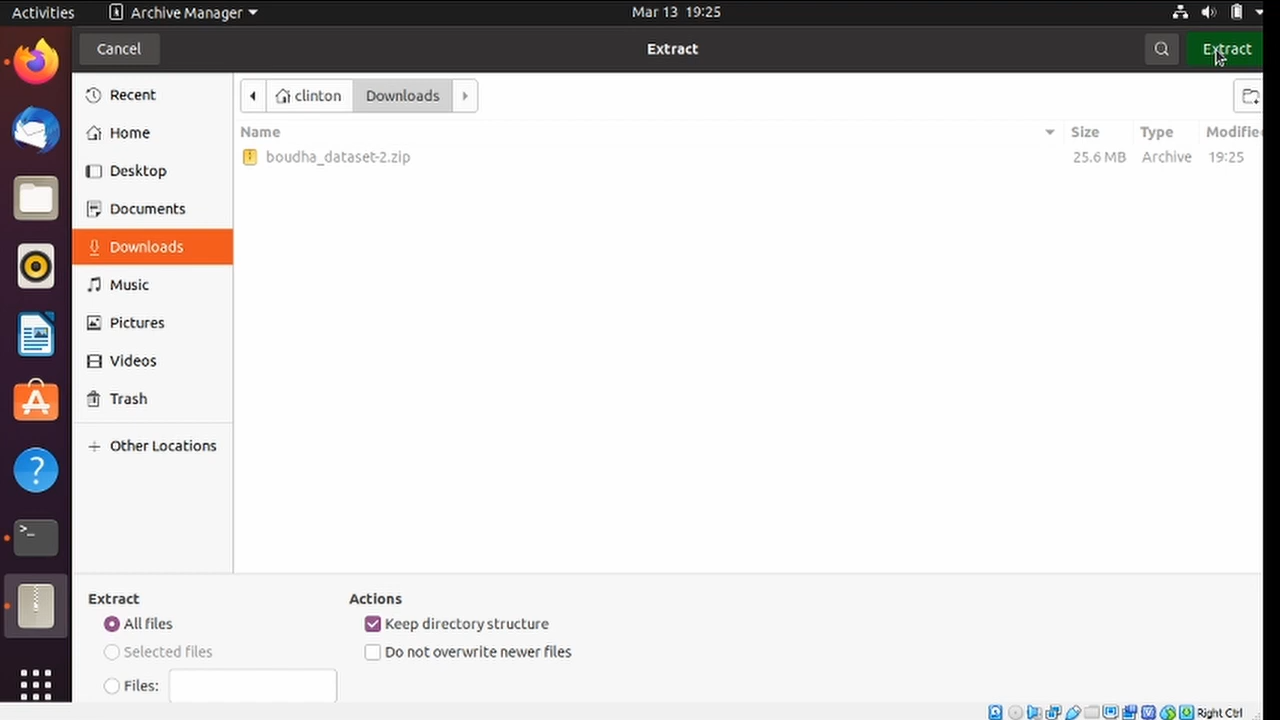 Activities Archive Manager Mar 13 19:25
Cancel Extract Extract
Recent
Home
Desktop
Documents
Downloads
Music
Pictures
Videos
Trash
Other Locations
clinton Downloads
Name Size Type Modified
boudha_dataset-2.zip 25.6 MB Archive 19:25
Extract
All files
Selected files
Files:
Actions
Keep directory structure
Do not overwrite newer files
Right Ctrl